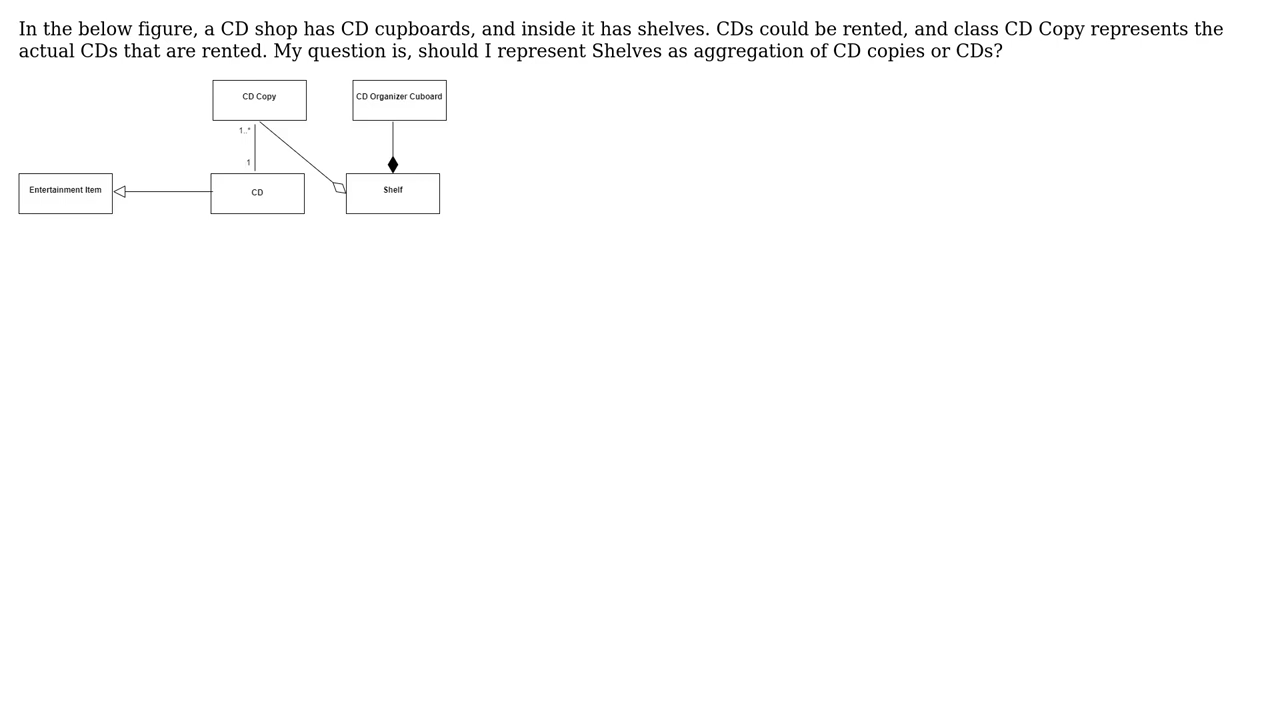 In the below figure, a CD shop has CD cupboards, and inside it has shelves. CDs could be rented, and class CD Copy represents the
actual CDs that are rented. My question is, should I represent Shelves as aggregation of CD copies or CDs?
CD Copy
CD Organizer Cuboard
1..*
1
Entertainment Item
CD
Shelf